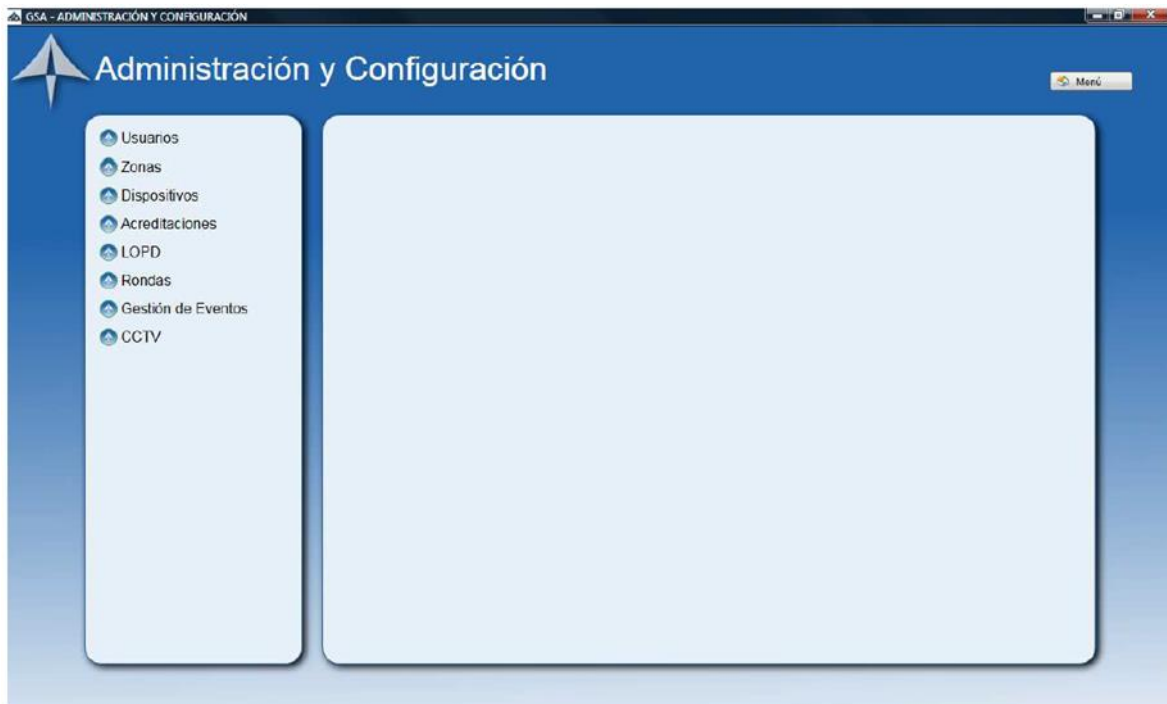 GSA - ADMINISTRACIÓN Y CONFIGURACIÓN
Administración y Configuración
Menú
Usuarios
Zonas
Dispositivos
Acreditaciones
LOPD
Rondas
Gestión de Eventos
CCTV